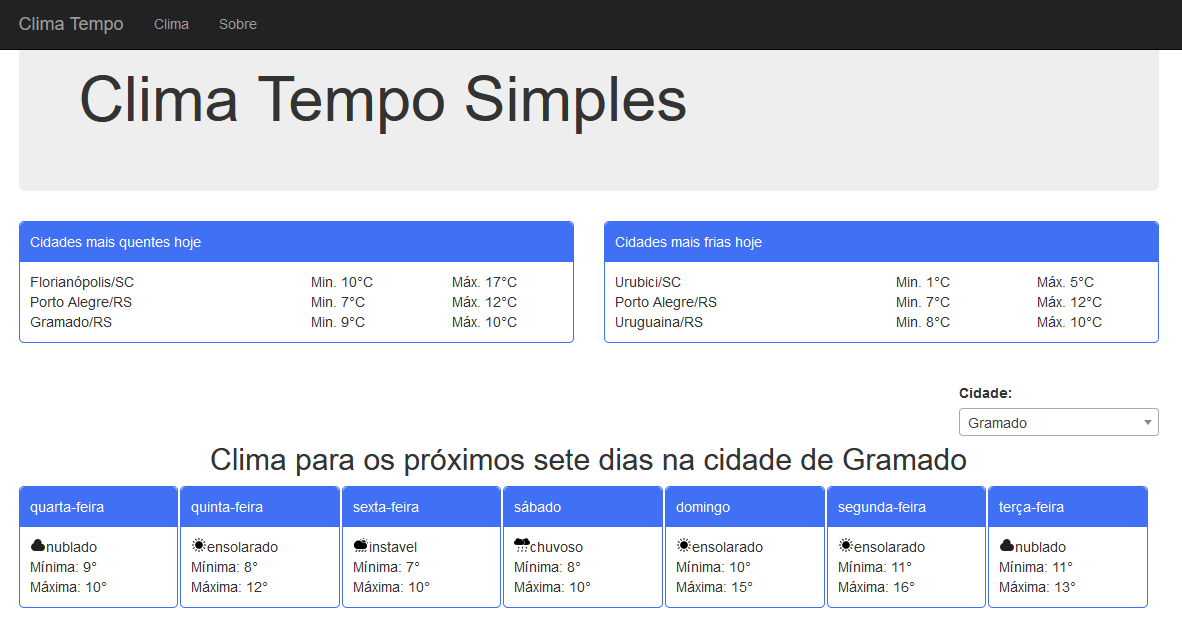 Clima Tempo Clima Sobre
Clima Tempo Simples
Cidades mais quentes hoje
Florianópolis/SC Min. 10°C Máx. 17°C
Porto Alegre/RS Min. 7°C Máx. 12°C
Gramado/RS Min. 9°C Máx. 10°C
Cidades mais frias hoje
Urubici/SC Min. 1°C Máx. 5°C
Porto Alegre/RS Min. 7°C Máx. 12°C
Uruguaina/RS Min. 8°C Máx. 10°C
Cidade:
Gramado
Clima para os próximos sete dias na cidade de Gramado
quarta-feira
nublado
Mínima: 9°
Máxima: 10°
quinta-feira
ensolarado
Mínima: 8°
Máxima: 12°
sexta-feira
instavel
Mínima: 7°
Máxima: 10°
sábado
chuvoso
Mínima: 8°
Máxima: 10°
domingo
ensolarado
Mínima: 10°
Máxima: 15°
segunda-feira
ensolarado
Mínima: 11°
Máxima: 16°
terça-feira
nublado
Mínima: 11°
Máxima: 13°